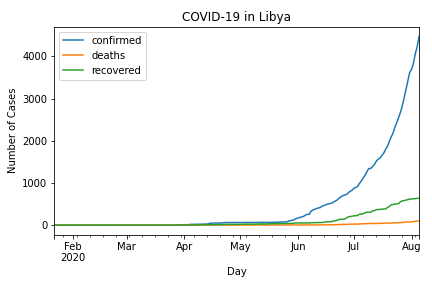 COVID-19 in Libya
confirmed
deaths
recovered
4000
3000
2000
1000
0
Number of Cases
Feb Mar Apr May Jun Jul Aug
2020
Day